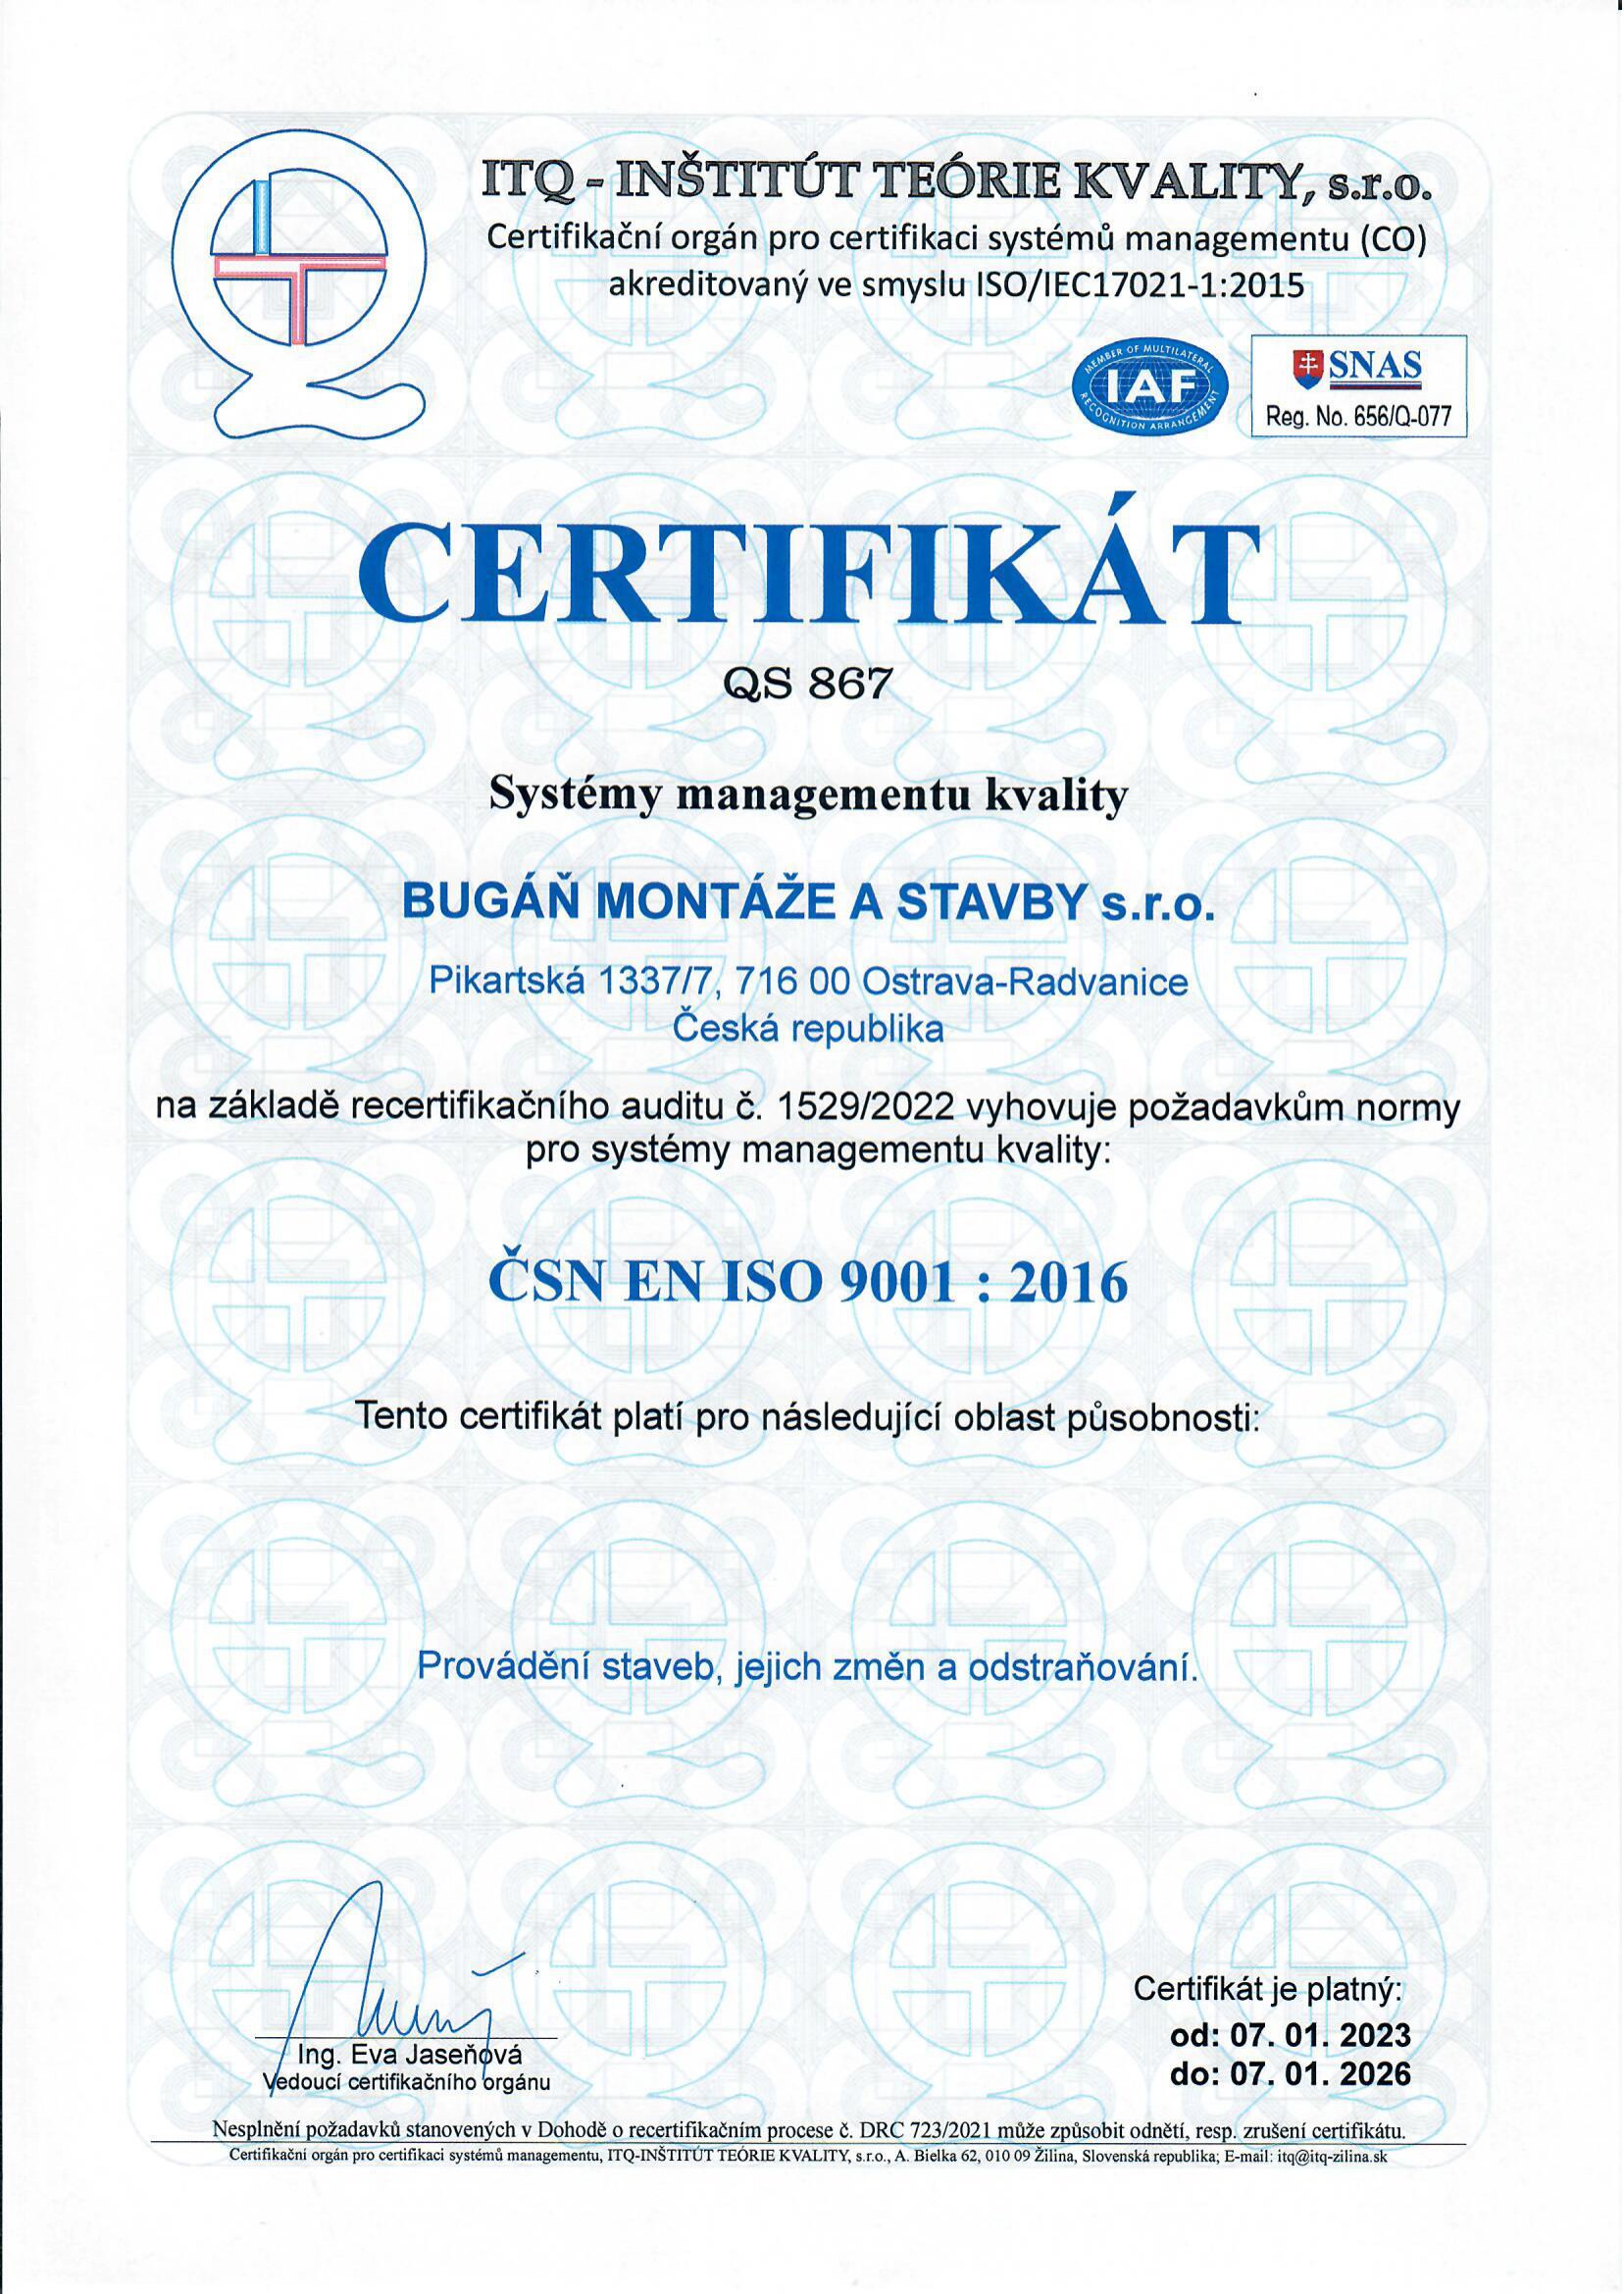 ITQ - INŠTITÚT TEÓRIE KVALITY, s.r.o.
Certifikační orgán pro certifikaci systémů managementu (CO)
akreditovaný ve smyslu ISO/IEC17021-1:2015
MEMBER OF MULTILATERAL
IAF
RECOGNITION ARRANGEMENT
SNAS
Reg. No. 656/Q-077
CERTIFIKÁT
QS 867
Systémy managementu kvality
BUGÁŇ MONTÁŽE A STAVBY s.r.o.
Pikartská 1337/7, 716 00 Ostrava-Radvanice
Česká republika
na základě recertifikačního auditu č. 1529/2022 vyhovuje požadavkům normy
pro systémy managementu kvality:
ČSN EN ISO 9001 : 2016
Tento certifikát platí pro následující oblast působnosti:
Provádění staveb, jejich změn a odstraňování.
Certifikát je platný:
od: 07. 01. 2023
do: 07. 01. 2026
Ing. Eva Jaseňová
Vedoucí certifikačního orgánu
Nesplnění požadavků stanovených v Dohodě o recertifikačním procese č. DRC 723/2021 může způsobit odnětí, resp. zrušení certifikátu.
Certifikační orgán pro certifikaci systémů managementu, ITQ-INŠTITÚT TEÓRIE KVALITY, s.r.o., A. Bielka 62, 010 09 Žilina, Slovenská republika; E-mail: itq@itq-zilina.sk